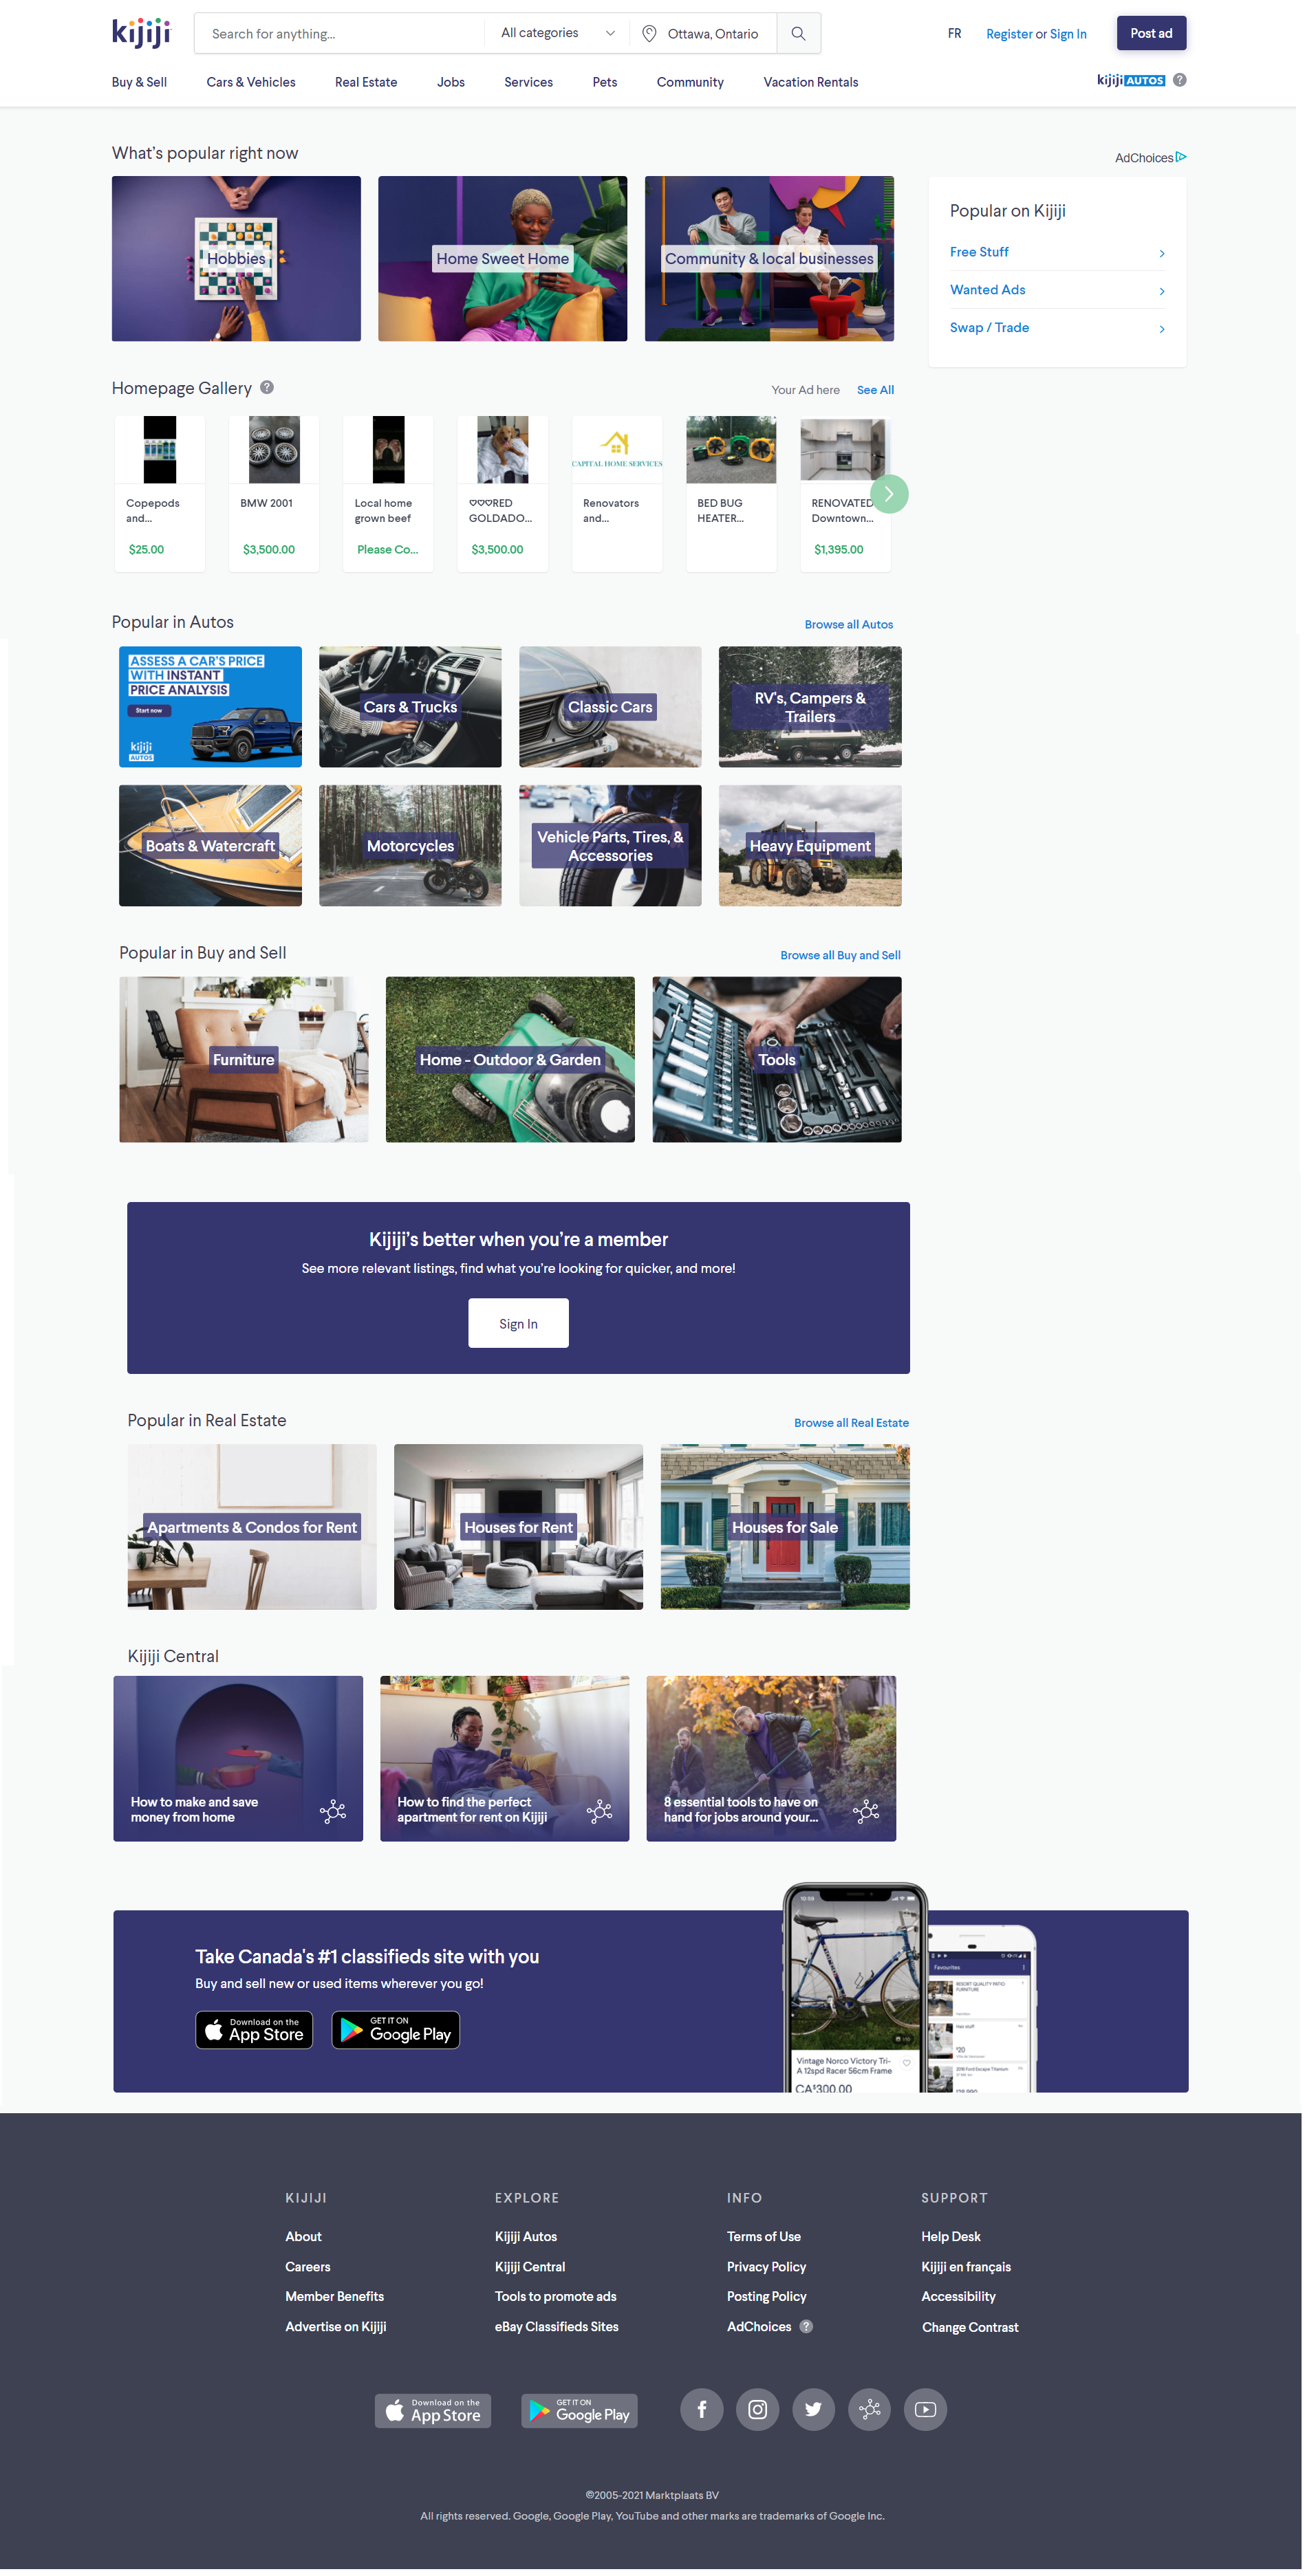 kijiji
Search for anything...
All categories
Ottawa, Ontario
FR
Register or Sign In
Post ad
Buy & Sell
Cars & Vehicles
Real Estate
Jobs
Services
Pets
Community
Vacation Rentals
kijiji AUTOS
?
What's popular right now
AdChoices
Hobbies
Home Sweet Home
Community & local businesses
Popular on Kijiji
Free Stuff
Wanted Ads
Swap / Trade
Homepage Gallery ?
Your Ad here
See All
CAPITAL HOME SERVICES
Copepods
and...
$25.00
BMW 2001
$3,500.00
Local home
grown beef
Please Co...
♡♡♡RED
GOLDADO...
$3,500.00
Renovators
and...
BED BUG
HEATER...
RENOVATED
Downtown...
$1,395.00
Popular in Autos
Browse all Autos
ASSESS A CAR'S PRICE
WITH INSTANT
PRICE ANALYSIS
Start now
kijiji
AUTOS
Cars & Trucks
Classic Cars
RV's, Campers &
Trailers
Boats & Watercraft
Motorcycles
Vehicle Parts, Tires, &
Accessories
Heavy Equipment
Popular in Buy and Sell
Browse all Buy and Sell
Furniture
Home - Outdoor & Garden
Tools
Kijiji's better when you're a member
See more relevant listings, find what you're looking for quicker, and more!
Sign In
Popular in Real Estate
Browse all Real Estate
Apartments & Condos for Rent
Houses for Rent
Houses for Sale
Kijiji Central
How to make and save
money from home
How to find the perfect
apartment for rent on Kijiji
8 essential tools to have on
hand for jobs around your...
Take Canada's #1 classifieds site with you
Buy and sell new or used items wherever you go!
Download on the
App Store
GET IT ON
Google Play
10:59
Vintage Norco Victory Tri-
A 12spd Racer 56cm Frame
CA$300.00
Favourites
RESORT QUALITY PATIO
FURNITURE
Hair stuff
$20
2018 Ford Escape Titanium
KIJIJI
About
Careers
Member Benefits
Advertise on Kijiji
EXPLORE
Kijiji Autos
Kijiji Central
Tools to promote ads
eBay Classifieds Sites
INFO
Terms of Use
Privacy Policy
Posting Policy
AdChoices ?
SUPPORT
Help Desk
Kijiji en français
Accessibility
Change Contrast
Download on the
App Store
GET IT ON
Google Play
©2005-2021 Marktplaats BV
All rights reserved. Google, Google Play, YouTube and other marks are trademarks of Google Inc.